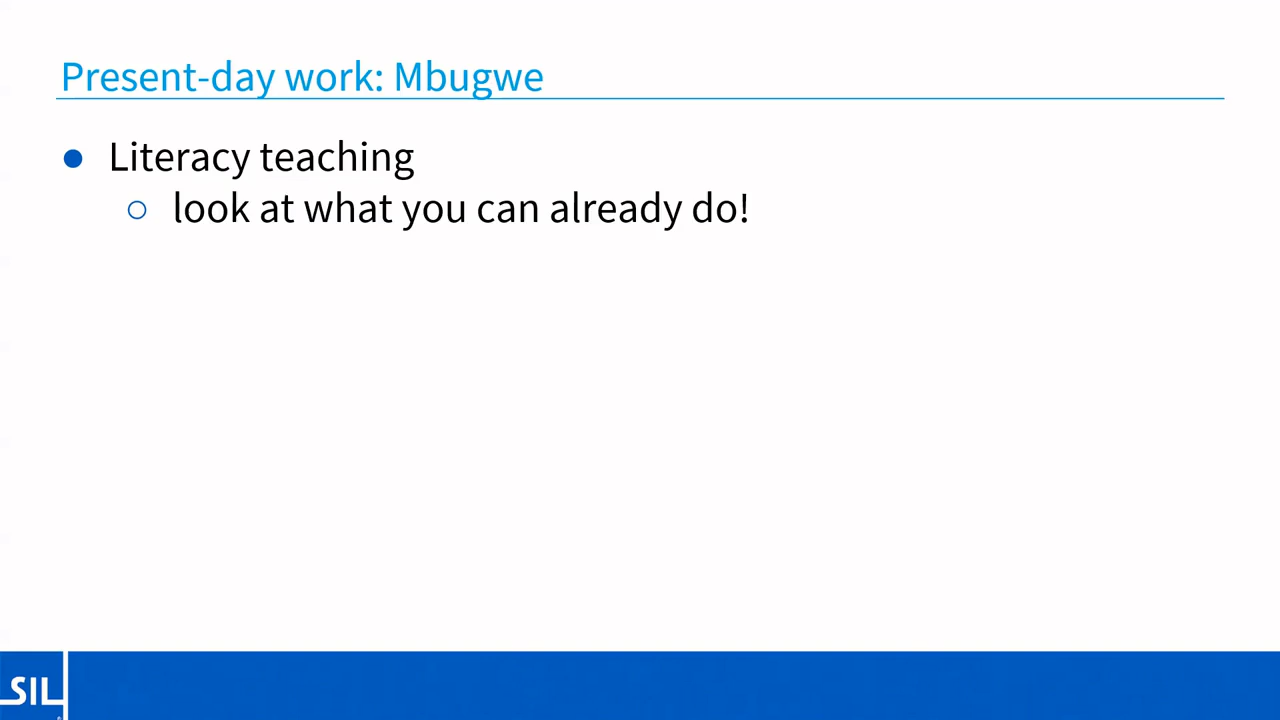 Present-day work: Mbugwe
● Literacy teaching
○ look at what you can already do!
SIL